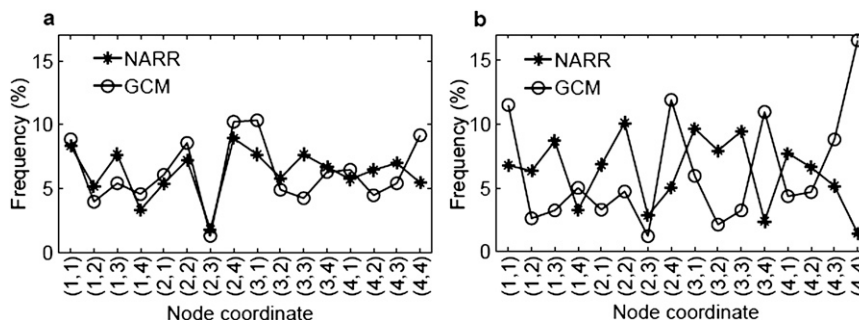 a
15
10
5
0
Frequency (%)
NARR
GCM
(1,1) (1,2) (1,3) (1,4) (2,1) (2,2) (2,3) (2,4) (3,1) (3,2) (3,3) (3,4) (4,1) (4,2) (4,3) (4,4)
Node coordinate
b
15
10
5
0
Frequency (%)
NARR
GCM
(1,1) (1,2) (1,3) (1,4) (2,1) (2,2) (2,3) (2,4) (3,1) (3,2) (3,3) (3,4) (4,1) (4,2) (4,3) (4,4)
Node coordinate